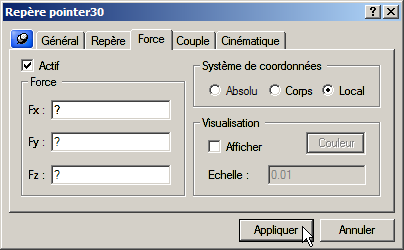 Repère pointer30
Général Repère Force Couple Cinématique
Actif
Force
Fx : ?
Fy : ?
Fz : ?
Système de coordonnées
Absolu Corps Local
Visualisation
Afficher Couleur
Echelle : 0.01
Appliquer Annuler